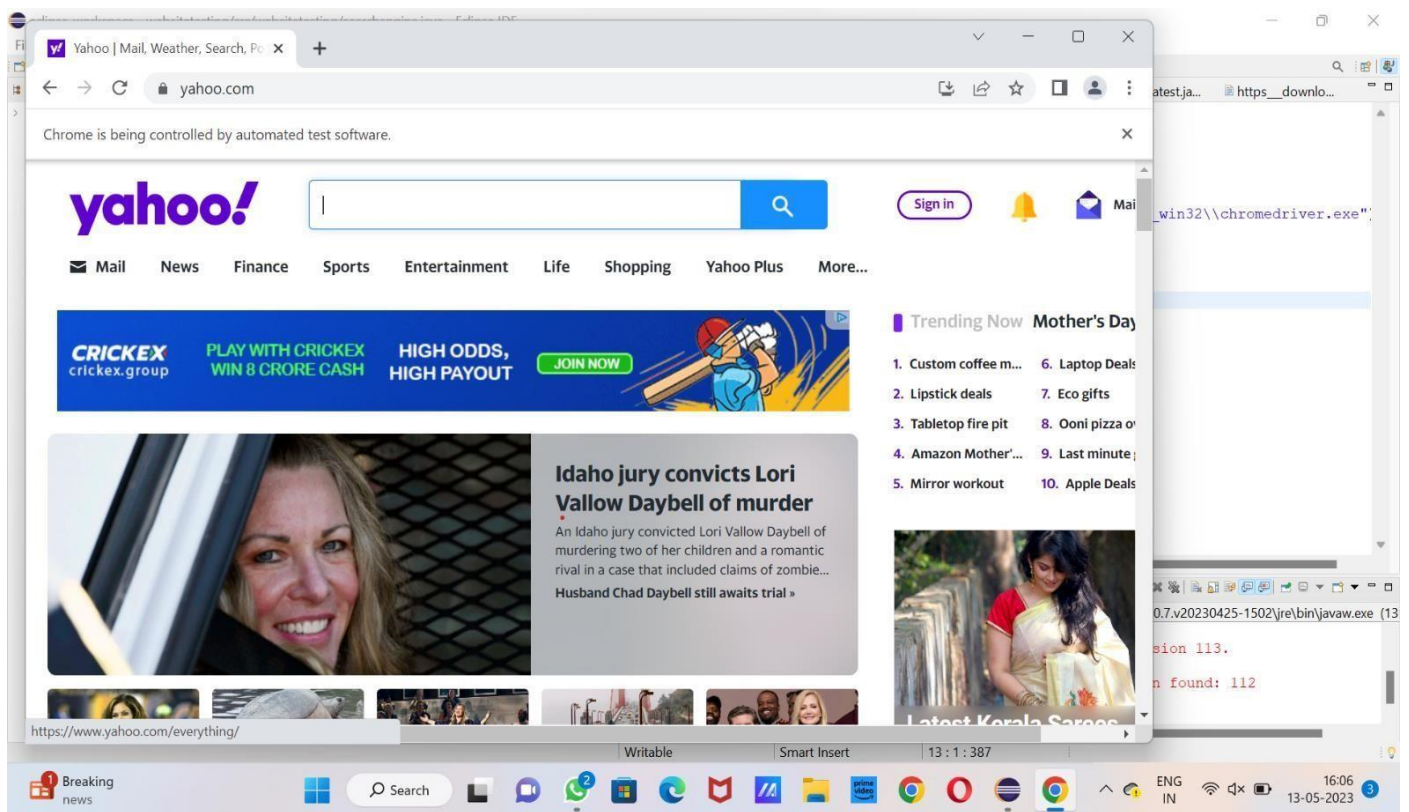 Yahoo | Mail, Weather, Search, Po
yahoo.com
atest.ja... https__downlo...
Chrome is being controlled by automated test software.
yahoo!
Sign in
Mai
_win32\\chromedriver.exe"
Mail News Finance Sports Entertainment Life Shopping Yahoo Plus More...
CRICKEX
crickex.group
PLAY WITH CRICKEX
WIN 8 CRORE CASH
HIGH ODDS,
HIGH PAYOUT
JOIN NOW
Trending Now Mother's Day
1. Custom coffee m... 6. Laptop Deals
2. Lipstick deals 7. Eco gifts
3. Tabletop fire pit 8. Ooni pizza o
4. Amazon Mother'... 9. Last minute
5. Mirror workout 10. Apple Deals
Idaho jury convicts Lori
Vallow Daybell of murder
An Idaho jury convicted Lori Vallow Daybell of
murdering two of her children and a romantic
rival in a case that included claims of zombie...
Husband Chad Daybell still awaits trial »
Latest Kerala Sarees
0.7.v20230425-1502\jre\bin\javaw.exe (13
sion 113.
n found: 112
https://www.yahoo.com/everything/
Writable Smart Insert 13 : 1 : 387
1
Breaking
news
Search
2
prime
video
ENG
IN
16:06
13-05-2023
3